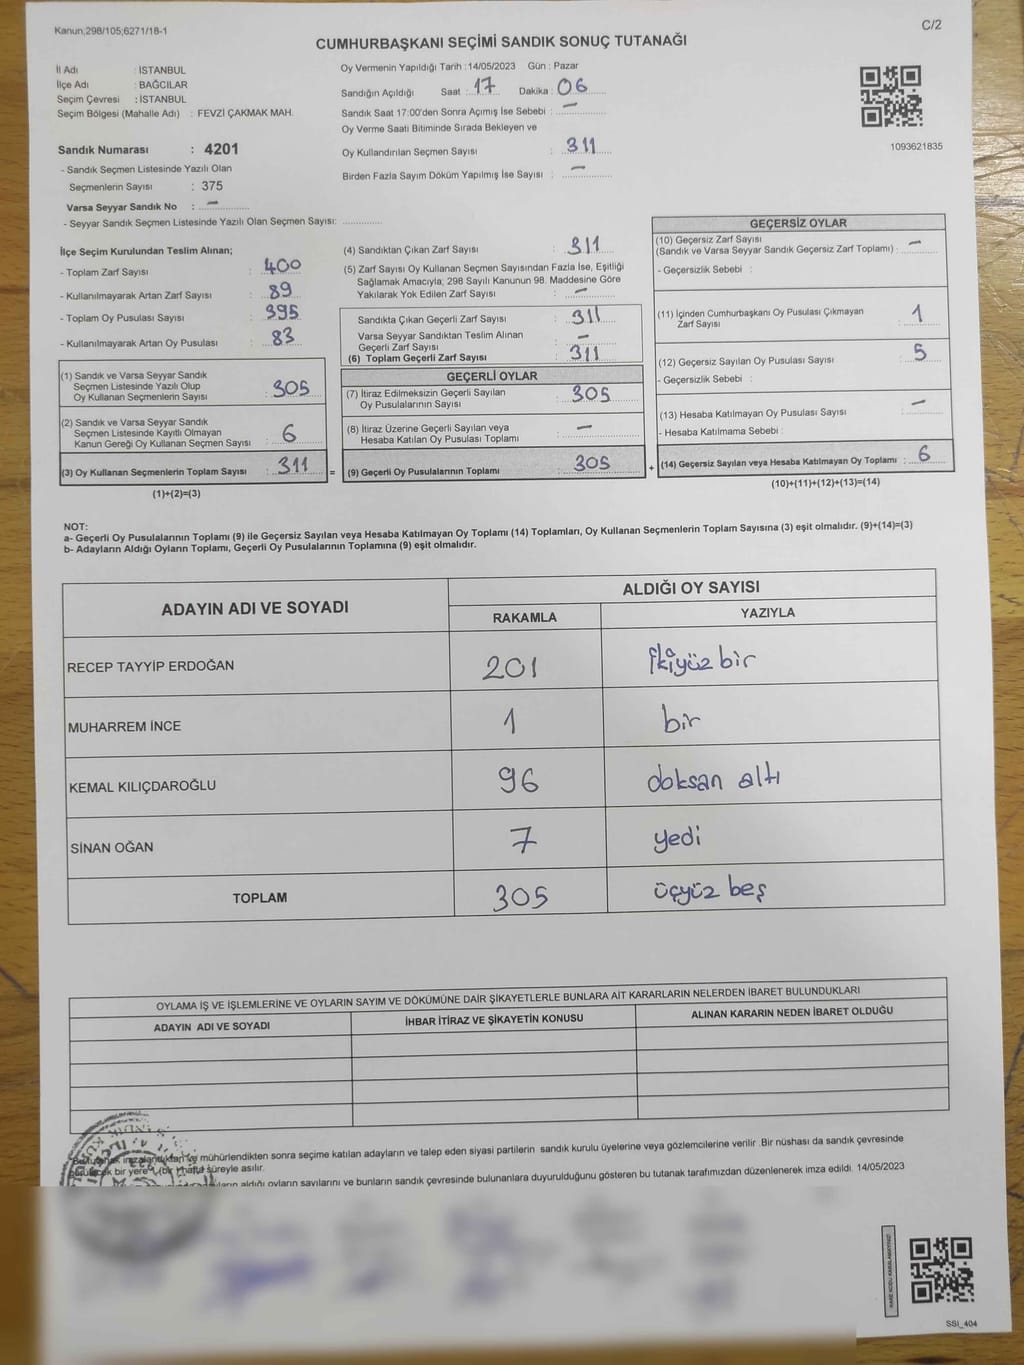 Kanun;298/105;6271/18-1
C/2
CUMHURBAŞKANI SEÇİMİ SANDIK SONUÇ TUTANAĞI
İl Adı : İSTANBUL
İlçe Adı : BAĞCILAR
Seçim Çevresi : İSTANBUL
Seçim Bölgesi (Mahalle Adı) : FEVZİ ÇAKMAK MAH.
Sandık Numarası : 4201
- Sandık Seçmen Listesinde Yazılı Olan
Seçmenlerin Sayısı : 375
Varsa Seyyar Sandık No : –
- Seyyar Sandık Seçmen Listesinde Yazılı Olan Seçmen Sayısı: ............
Oy Vermenin Yapıldığı Tarih : 14/05/2023 Gün : Pazar
Sandığın Açıldığı Saat : 17 Dakika : 06
Sandık Saat 17:00'den Sonra Açımış İse Sebebi : –
Oy Verme Saati Bitiminde Sırada Bekleyen ve
Oy Kullandırılan Seçmen Sayısı : 311
Birden Fazla Sayım Döküm Yapılmış İse Sayısı : –
1093621835
İlçe Seçim Kurulundan Teslim Alınan;
- Toplam Zarf Sayısı : 400
- Kullanılmayarak Artan Zarf Sayısı : 89
- Toplam Oy Pusulası Sayısı : 395
- Kullanılmayarak Artan Oy Pusulası : 83
(1) Sandık ve Varsa Seyyar Sandık
Seçmen Listesinde Yazılı Olup
Oy Kullanan Seçmenlerin Sayısı : 305
(2) Sandık ve Varsa Seyyar Sandık
Seçmen Listesinde Kayıtlı Olmayan
Kanun Gereği Oy Kullanan Seçmen Sayısı : 6
(3) Oy Kullanan Seçmenlerin Toplam Sayısı : 311
(1)+(2)=(3)
=
(4) Sandıktan Çıkan Zarf Sayısı : 311
(5) Zarf Sayısı Oy Kullanan Seçmen Sayısından Fazla İse, Eşitliği
Sağlamak Amacıyla; 298 Sayılı Kanunun 98. Maddesine Göre
Yakılarak Yok Edilen Zarf Sayısı : –
Sandıkta Çıkan Geçerli Zarf Sayısı : 311
Varsa Seyyar Sandıktan Teslim Alınan
Geçerli Zarf Sayısı : –
(6) Toplam Geçerli Zarf Sayısı : 311
GEÇERLİ OYLAR
(7) İtiraz Edilmeksizin Geçerli Sayılan
Oy Pusulalarının Sayısı : 305
(8) İtiraz Üzerine Geçerli Sayılan veya
Hesaba Katılan Oy Pusulası Toplamı : –
(9) Geçerli Oy Pusulalarının Toplamı : 305
+
GEÇERSİZ OYLAR
(10) Geçersiz Zarf Sayısı
(Sandık ve Varsa Seyyar Sandık Geçersiz Zarf Toplamı) : –
- Geçersizlik Sebebi :
(11) İçinden Cumhurbaşkanı Oy Pusulası Çıkmayan
Zarf Sayısı : 1
(12) Geçersiz Sayılan Oy Pusulası Sayısı : 5
- Geçersizlik Sebebi :
(13) Hesaba Katılmayan Oy Pusulası Sayısı : –
- Hesaba Katılmama Sebebi :
(14) Geçersiz Sayılan veya Hesaba Katılmayan Oy Toplamı : 6
(10)+(11)+(12)+(13)=(14)
NOT:
a- Geçerli Oy Pusulalarının Toplamı (9) ile Geçersiz Sayılan veya Hesaba Katılmayan Oy Toplamı (14) Toplamları, Oy Kullanan Seçmenlerin Toplam Sayısına (3) eşit olmalıdır. (9)+(14)=(3)
b- Adayların Aldığı Oyların Toplamı, Geçerli Oy Pusulalarının Toplamına (9) eşit olmalıdır.
ADAYIN ADI VE SOYADI
ALDIĞI OY SAYISI
RAKAMLA YAZIYLA
RECEP TAYYİP ERDOĞAN 201 ikiyüz bir
MUHARREM İNCE 1 bir
KEMAL KILIÇDAROĞLU 96 doksan altı
SİNAN OĞAN 7 yedi
TOPLAM 305 üçyüz beş
OYLAMA İŞ VE İŞLEMLERİNE VE OYLARIN SAYIM VE DÖKÜMÜNE DAİR ŞİKAYETLERLE BUNLARA AİT KARARLARIN NELERDEN İBARET BULUNDUKLARI
ADAYIN ADI VE SOYADI İHBAR İTİRAZ VE ŞİKAYETİN KONUSU ALINAN KARARIN NEDEN İBARET OLDUĞU
mühürlendikten sonra seçime katılan adayların ve talep eden siyasi partilerin sandık kurulu üyelerine veya gözlemcilerine verilir .Bir nüshası da sandık çevresinde
bir yere süreyle asılır.
aldığı oyların sayılarını ve bunların sandık çevresinde bulunanlara duyurulduğunu gösteren bu tutanak tarafımızdan düzenlenerek imza edildi. 14/05/2023
SSİ_404